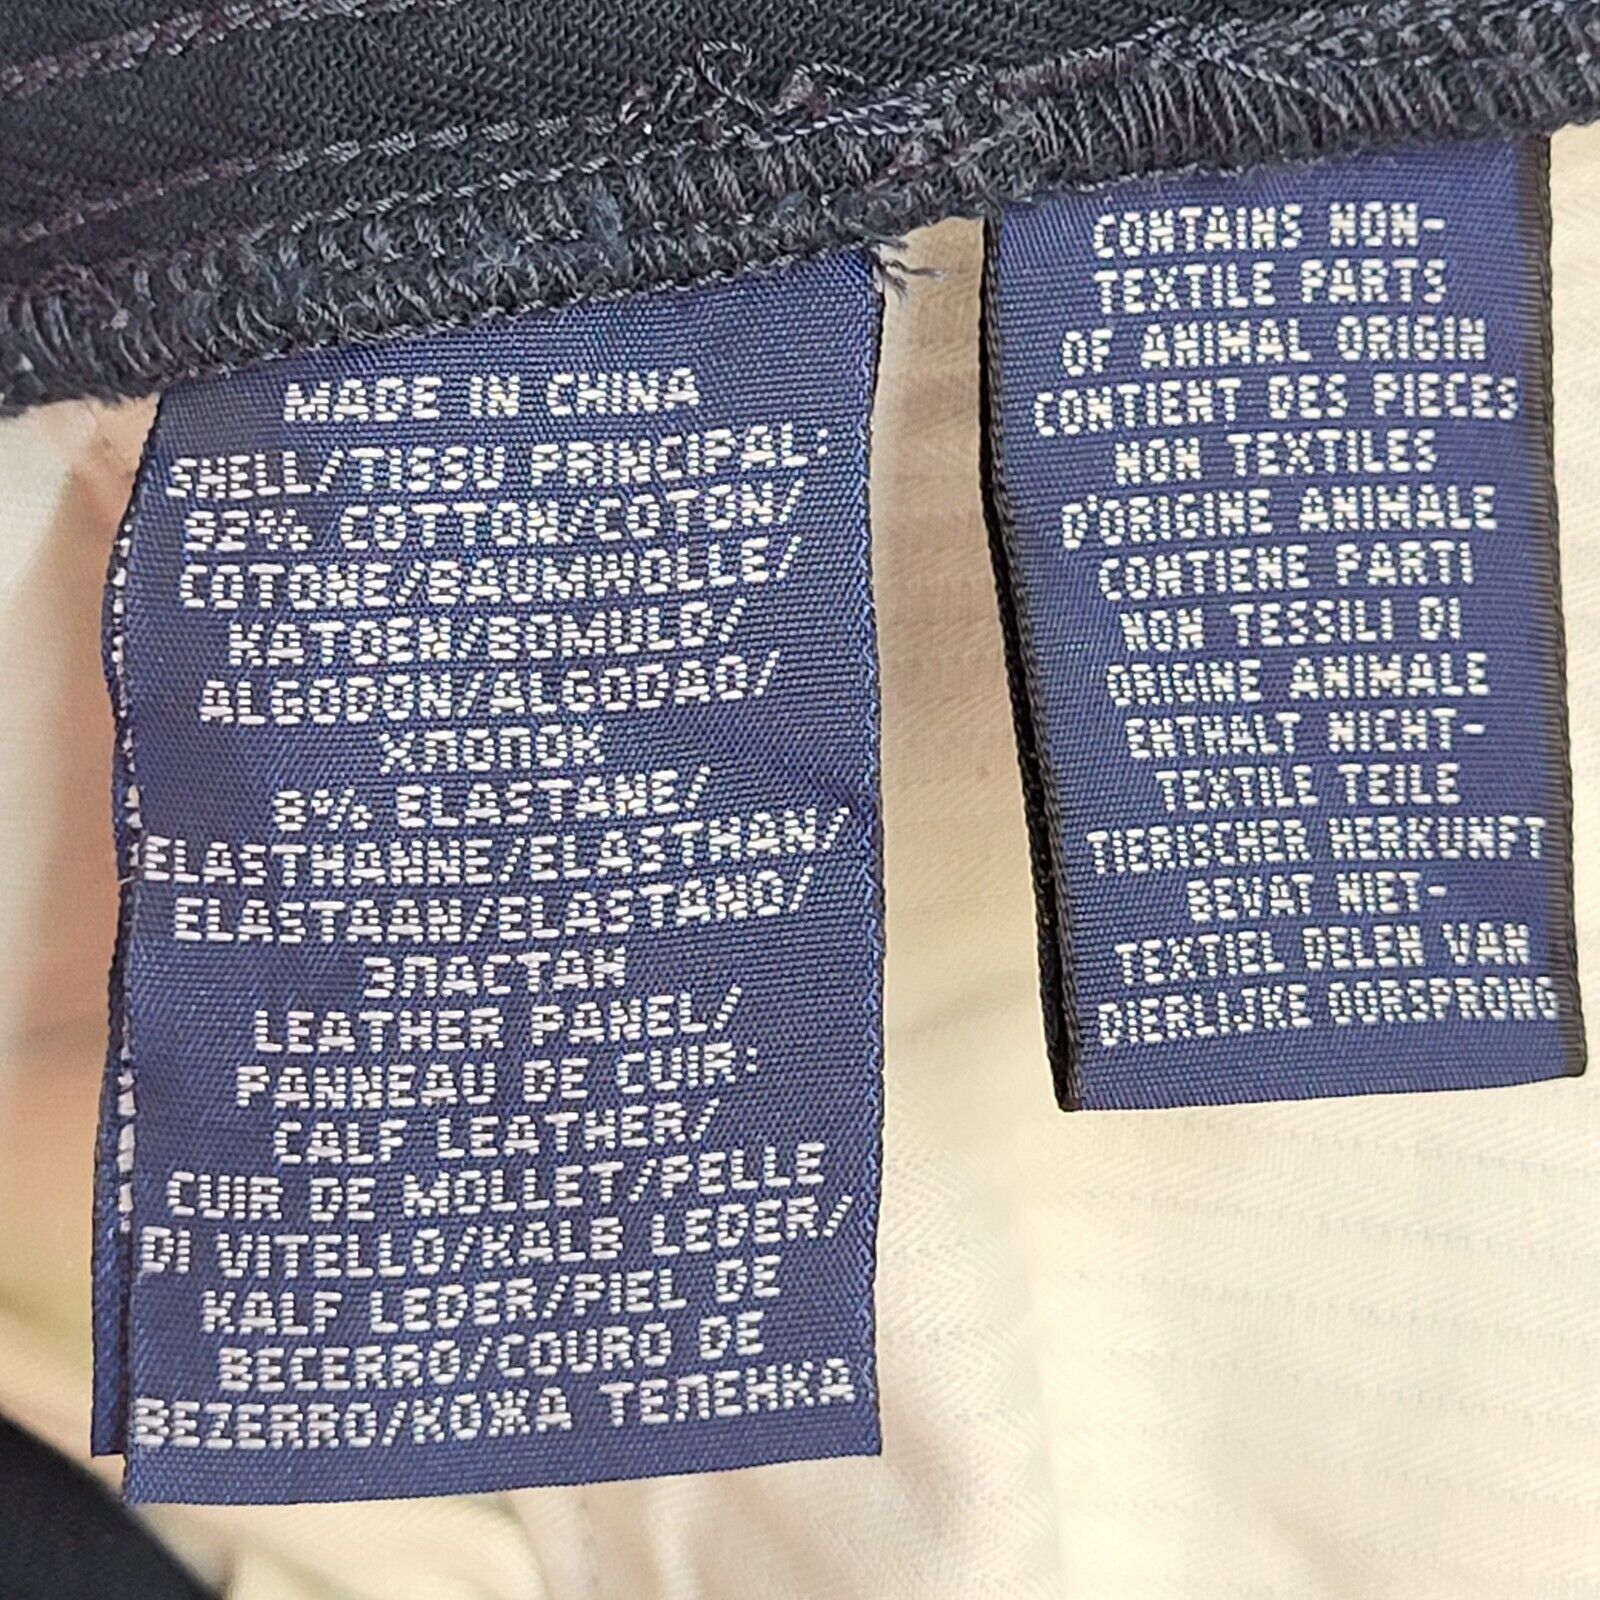 MADE IN CHINA
SHELL/TISSU PRINCIPAL:
92% COTTON/COTON/
COTONE/BAUMWOLLE/
KATOEN/BOMULD/
ALGODON/ALGODAO/
ХЛОПОК
8% ELASTANE/
ELASTHANNE/ELASTHAN/
ELASTAAN/ELASTANO/
ЭЛАСТАН
LEATHER PANEL/
PANNEAU DE CUIR:
CALF LEATHER/
CUIR DE MOLLET/PELLE
DI VITELLO/KALB LEDER/
KALF LEDER/PIEL DE
BECERRO/COURO DE
BEZERRO/КОЖА ТЕЛЕНКА
CONTAINS NON-
TEXTILE PARTS
OF ANIMAL ORIGIN
CONTIENT DES PIECES
NON TEXTILES
D'ORIGINE ANIMALE
CONTIENE PARTI
NON TESSILI DI
ORIGINE ANIMALE
ENTHALT NICHT-
TEXTILE TEILE
TIERISCHER HERKUNFT
BEVAT NIET-
TEXTIEL DELEN VAN
DIERLIJKE OORSPRONG